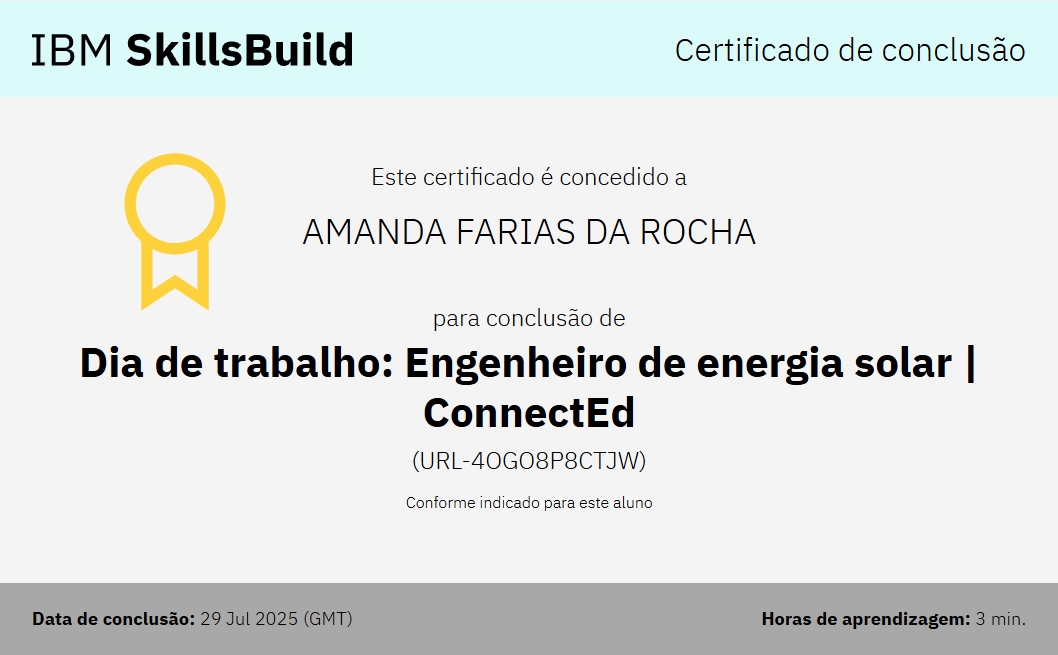 IBM SkillsBuild
Certificado de conclusão
Este certificado é concedido a
AMANDA FARIAS DA ROCHA
para conclusão de
Dia de trabalho: Engenheiro de energia solar |
ConnectEd
(URL-4OGO8P8CTJW)
Conforme indicado para este aluno
Data de conclusão: 29 Jul 2025 (GMT)
Horas de aprendizagem: 3 min.